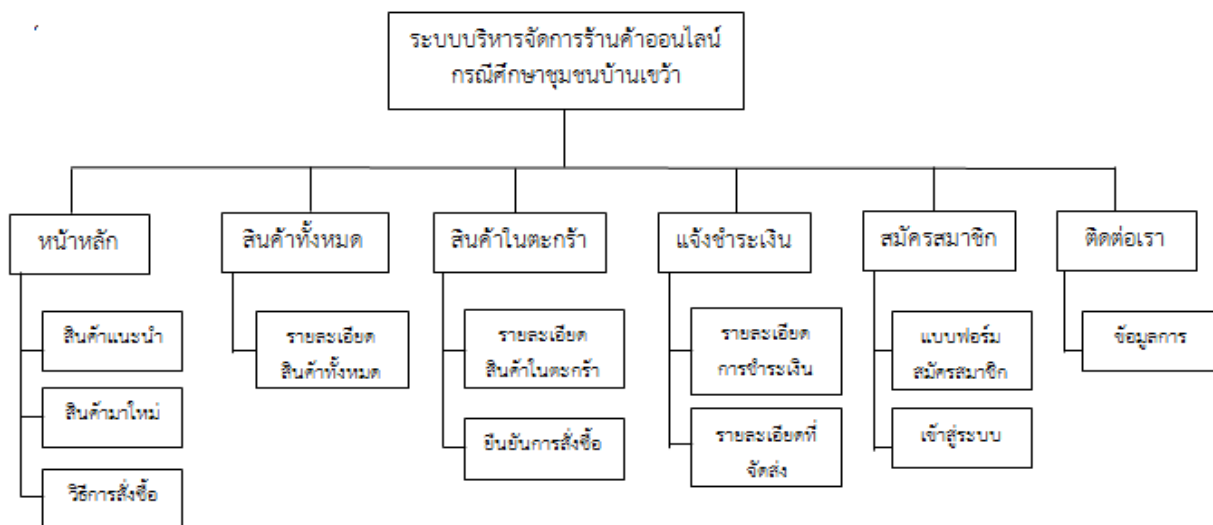 ระบบบริหารจัดการร้านค้าออนไลน์
กรณีศึกษาชุมชนบ้านเขว้า
หน้าหลัก
สินค้าทั้งหมด
สินค้าในตะกร้า
แจ้งชำระเงิน
สมัครสมาชิก
ติดต่อเรา
สินค้าแนะนำ
สินค้ามาใหม่
วิธีการสั่งซื้อ
รายละเอียด
สินค้าทั้งหมด
รายละเอียด
สินค้าในตะกร้า
ยืนยันการสั่งซื้อ
รายละเอียด
การชำระเงิน
รายละเอียดที่
จัดส่ง
แบบฟอร์ม
สมัครสมาชิก
เข้าสู่ระบบ
ข้อมูลการ